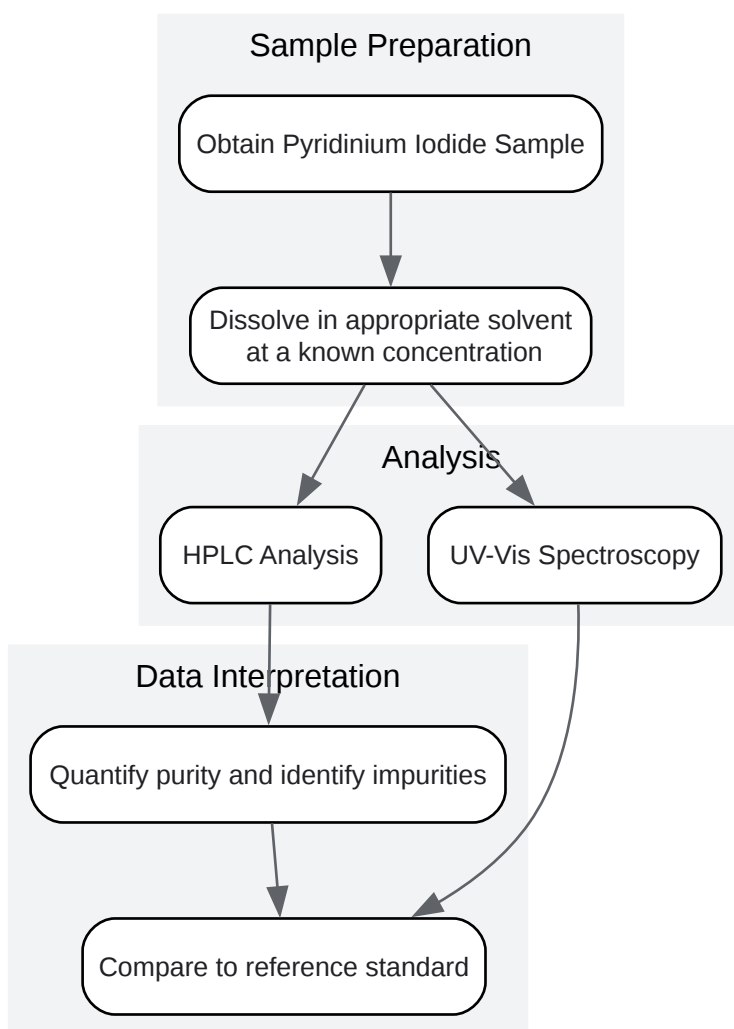 Sample Preparation
Obtain Pyridinium Iodide Sample
Dissolve in appropriate solvent
at a known concentration
Analysis
HPLC Analysis
UV-Vis Spectroscopy
Data Interpretation
Quantify purity and identify impurities
Compare to reference standard